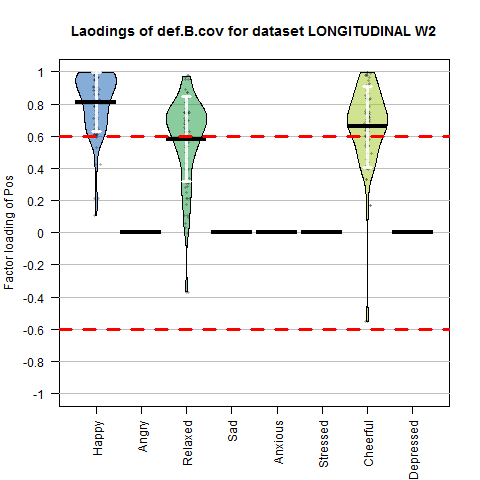 Laodings of def.B.cov for dataset LONGITUDINAL W2
Factor loading of Pos
1
0.8
0.6
0.4
0.2
0
-0.2
-0.4
-0.6
-0.8
-1
Happy
Angry
Relaxed
Sad
Anxious
Stressed
Cheerful
Depressed